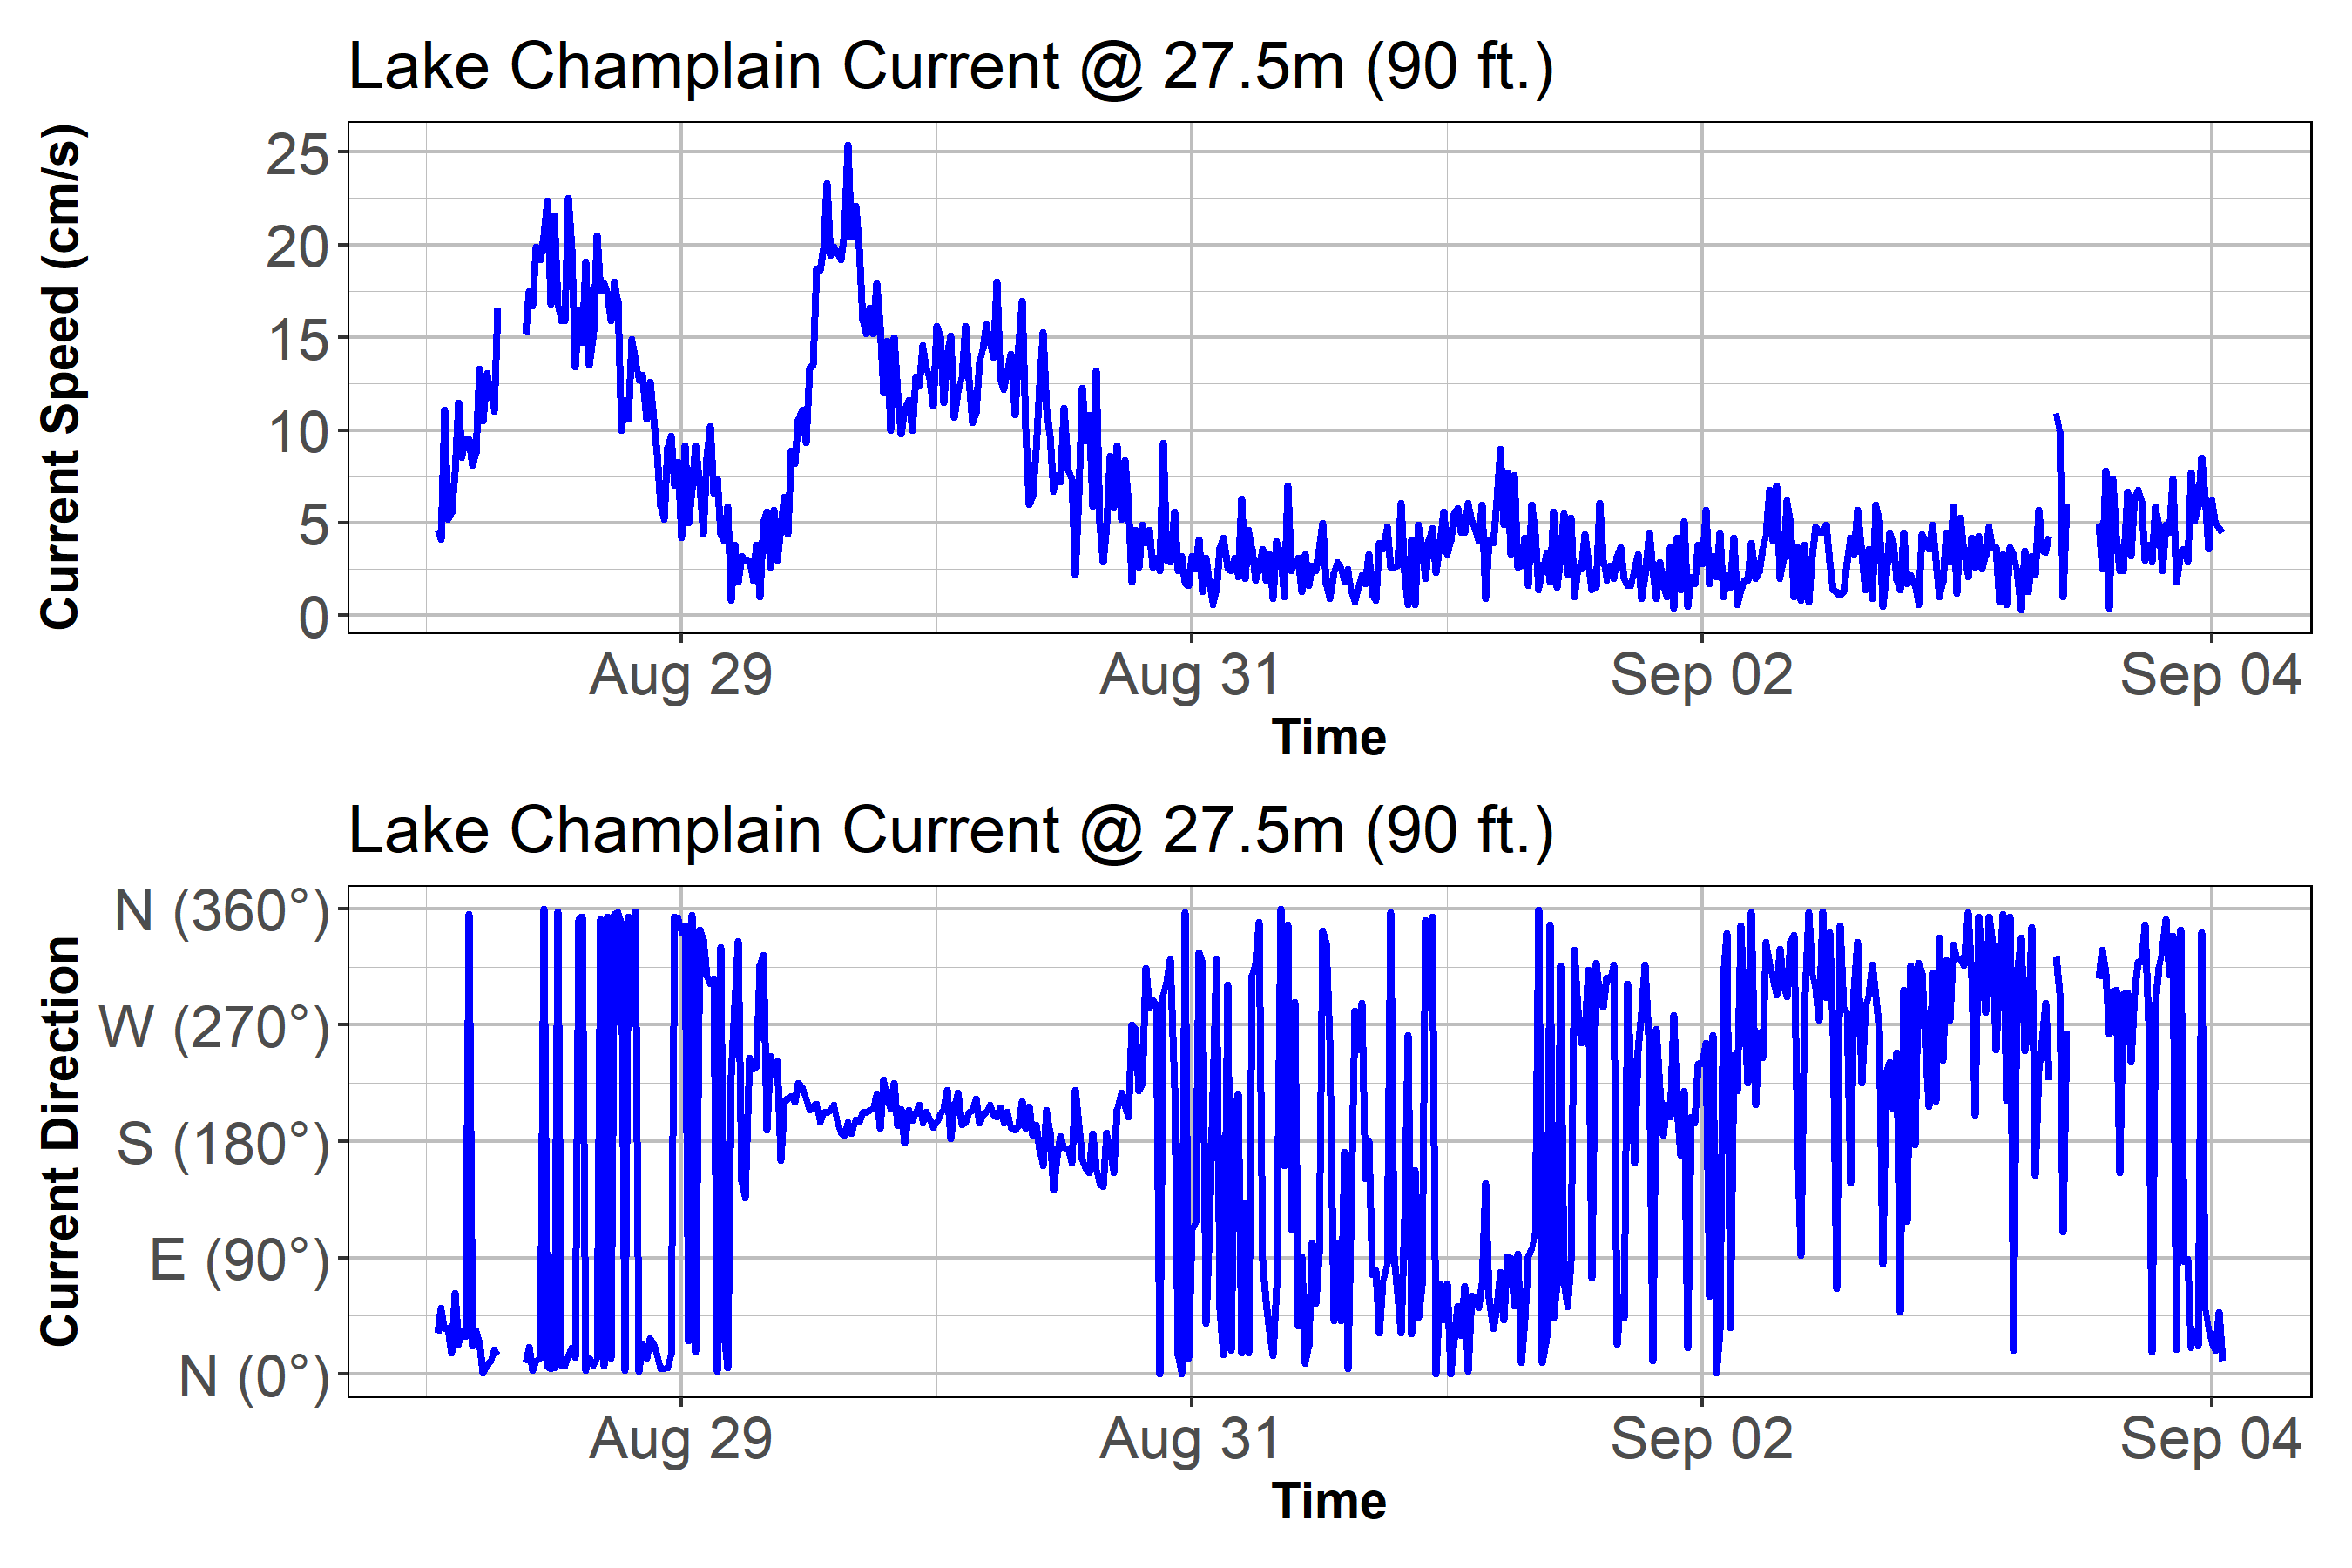 Lake Champlain Current @ 27.5m (90 ft.)
Current Speed (cm/s)
25
20
15
10
5
0
Aug 29
Aug 31
Sep 02
Sep 04
Time
Lake Champlain Current @ 27.5m (90 ft.)
Current Direction
N (360°)
W (270°)
S (180°)
E (90°)
N (0°)
Aug 29
Aug 31
Sep 02
Sep 04
Time